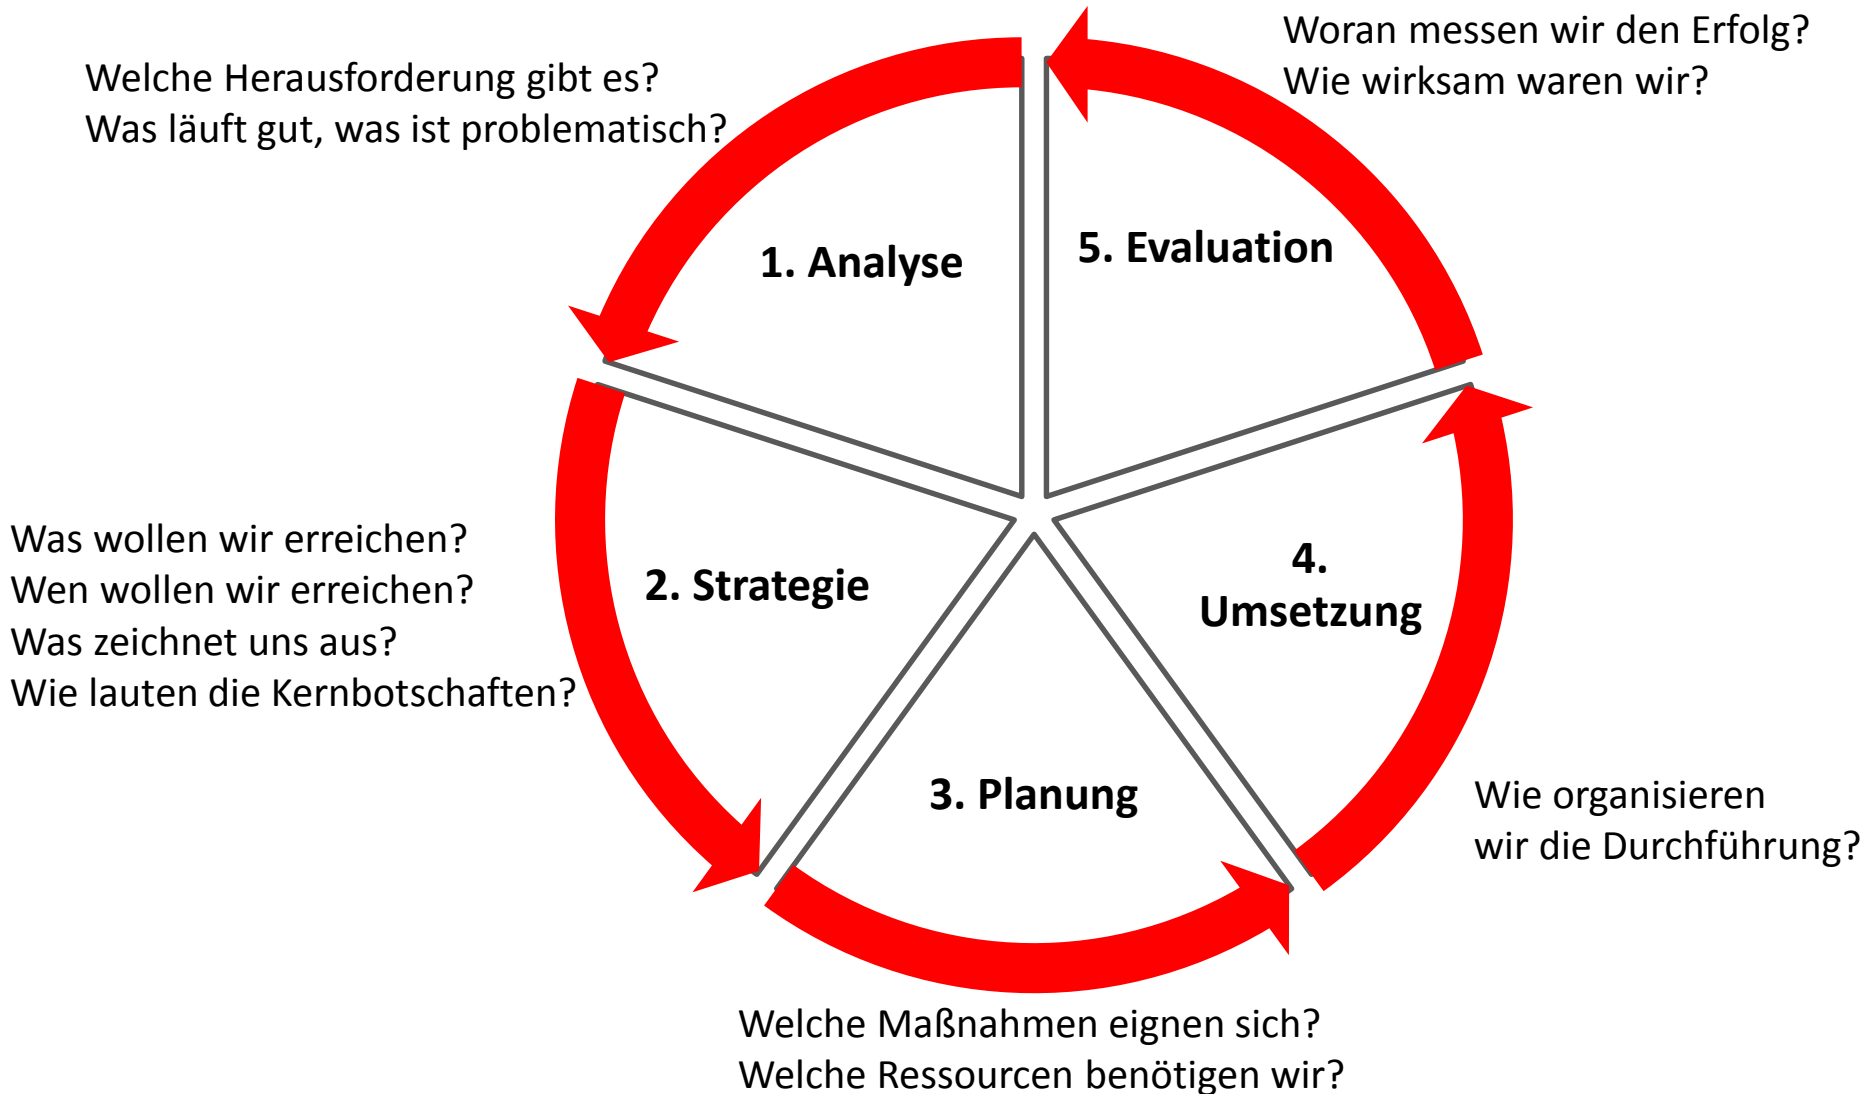 Welche Herausforderung gibt es?
Was läuft gut, was ist problematisch?
1. Analyse
Was wollen wir erreichen?
Wen wollen wir erreichen?
Was zeichnet uns aus?
Wie lauten die Kernbotschaften?
2. Strategie
3. Planung
Welche Maßnahmen eignen sich?
Welche Ressourcen benötigen wir?
4.
Umsetzung
Wie organisieren
wir die Durchführung?
5. Evaluation
Woran messen wir den Erfolg?
Wie wirksam waren wir?